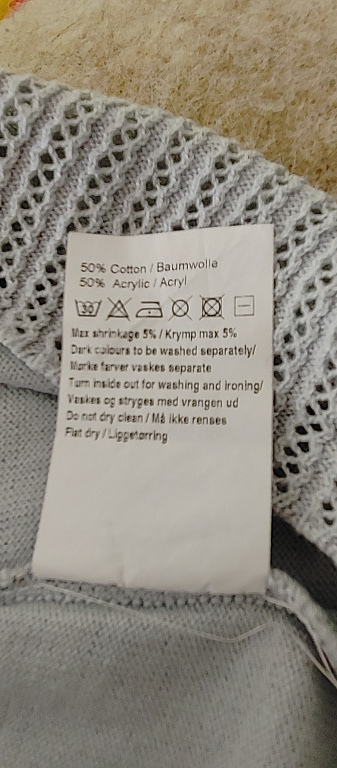 50% Cotton / Baumwolle
50% Acrylic / Acryl
30
Max shrinkage 5% / Krymp max 5%
Dark colours to be washed separately/
Mørke farver vaskes separate
Turn inside out for washing and ironing/
Vaskes og stryges med vrangen ud
Do not dry clean / Må ikke renses
Flat dry / Liggetørring